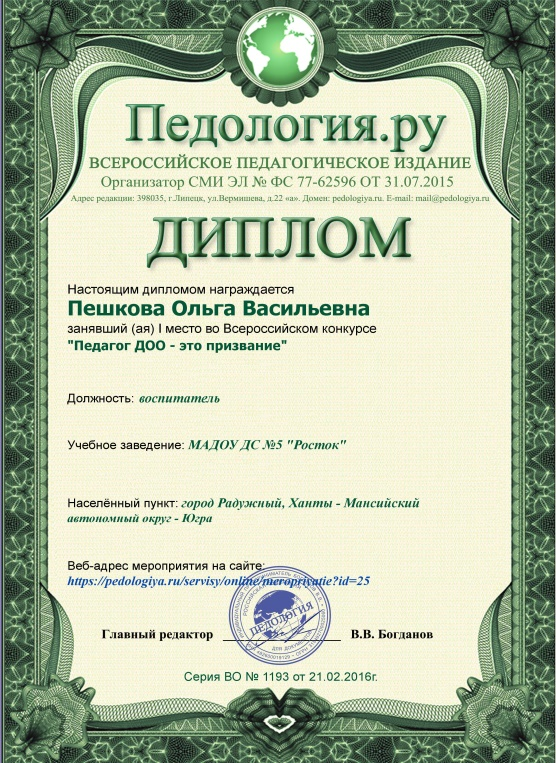 Педология.ру
ВСЕРОССИЙСКОЕ ПЕДАГОГИЧЕСКОЕ ИЗДАНИЕ
Организатор СМИ ЭЛ № ФС 77-62596 ОТ 31.07.2015
Адрес редакции: 398035, г.Липецк, ул.Вермишева, д.22 «а». Домен: pedologiya.ru. E-mail: mail@pedologiya.ru
ДИПЛОМ
Настоящим дипломом награждается
Пешкова Ольга Васильевна
занявший (ая) I место во Всероссийском конкурсе
"Педагог ДОО - это призвание"
Должность: воспитатель
Учебное заведение: МАДОУ ДС №5 "Росток"
Населённый пункт: город Радужный, Ханты - Мансийский
автономный округ - Югра
Веб-адрес мероприятия на сайте:
https://pedologiya.ru/servisy/online/meropriyatie?id=25
ПЕДОЛОГИЯ
Главный редактор В.В. Богданов
Серия ВО № 1193 от 21.02.2016г.